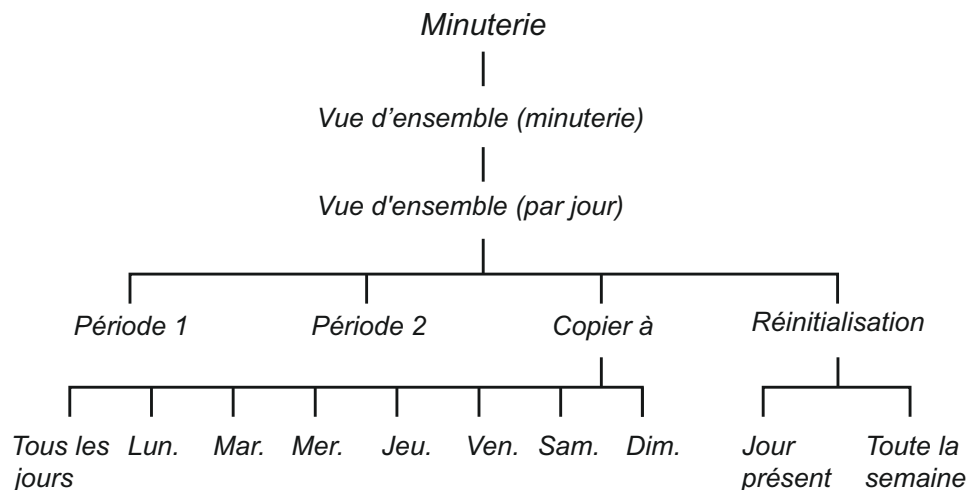 Minuterie
Vue d’ensemble (minuterie)
Vue d'ensemble (par jour)
Période 1
Période 2
Copier à
Réinitialisation
Tous les
jours
Lun.
Mar.
Mer.
Jeu.
Ven.
Sam.
Dim.
Jour
présent
Toute la
semaine